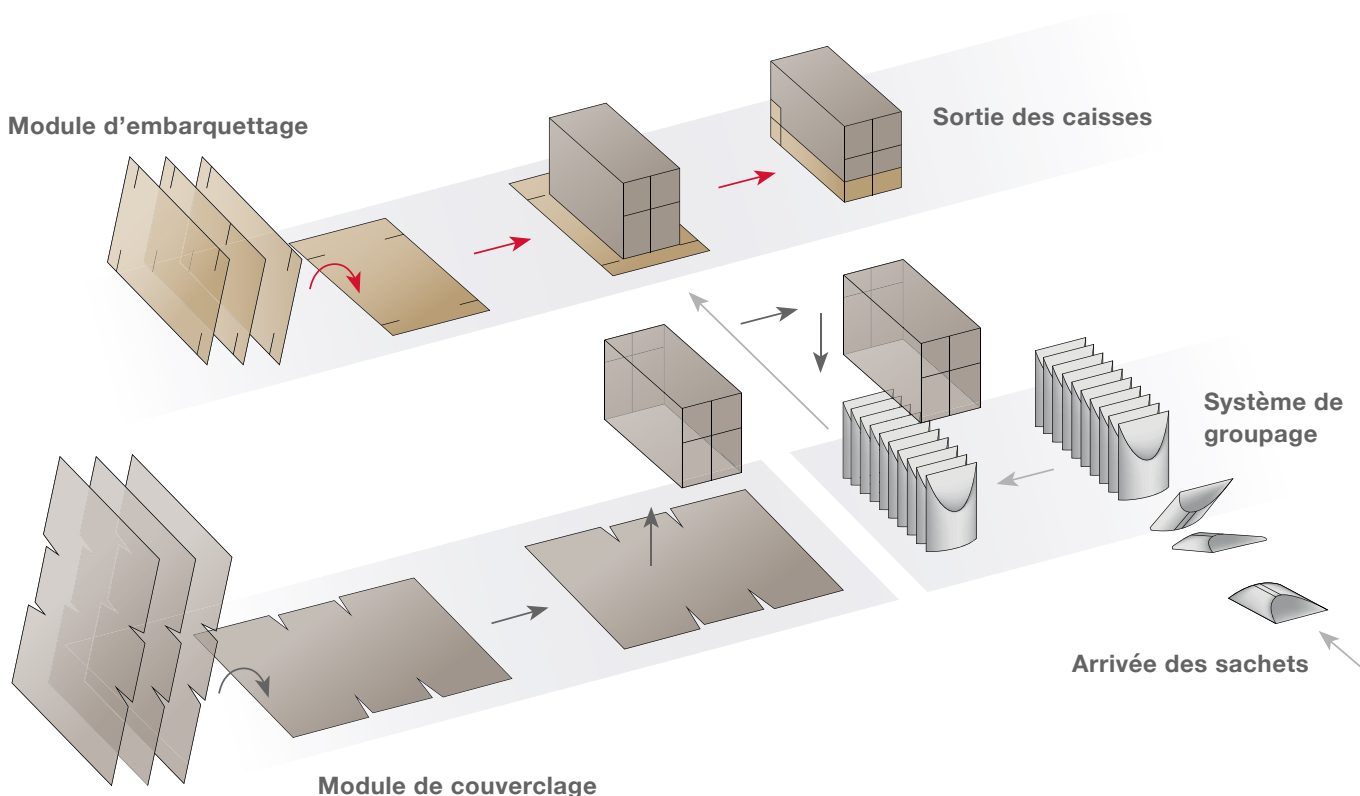 Module d’embarquettage
Sortie des caisses
Système de
groupage
Arrivée des sachets
Module de couverclage